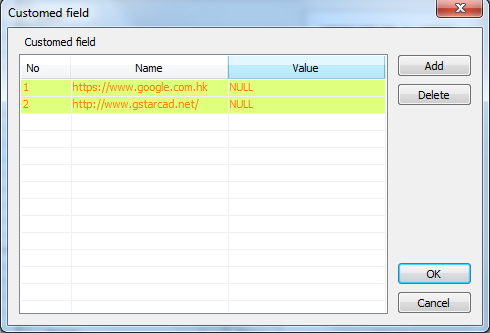 Customed field
Customed field
No Name Value
1 https://www.google.com.hk NULL
2 http://www.gstarcad.net/ NULL
Add
Delete
OK
Cancel